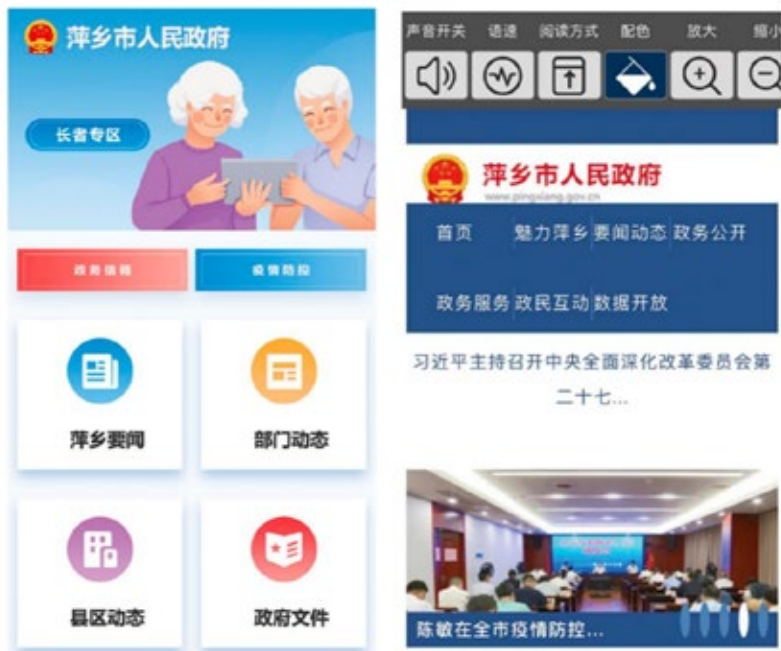 萍乡市人民政府
长者专区
政务信箱
疫情防控
萍乡要闻
部门动态
县区动态
政府文件
声音开关 语速 阅读方式 配色 放大 缩小
萍乡市人民政府
www.pingxiang.gov.cn
首页 魅力萍乡 要闻动态 政务公开
政务服务 政民互动 数据开放
习近平主持召开中央全面深化改革委员会第
二十七...
陈敏在全市疫情防控...